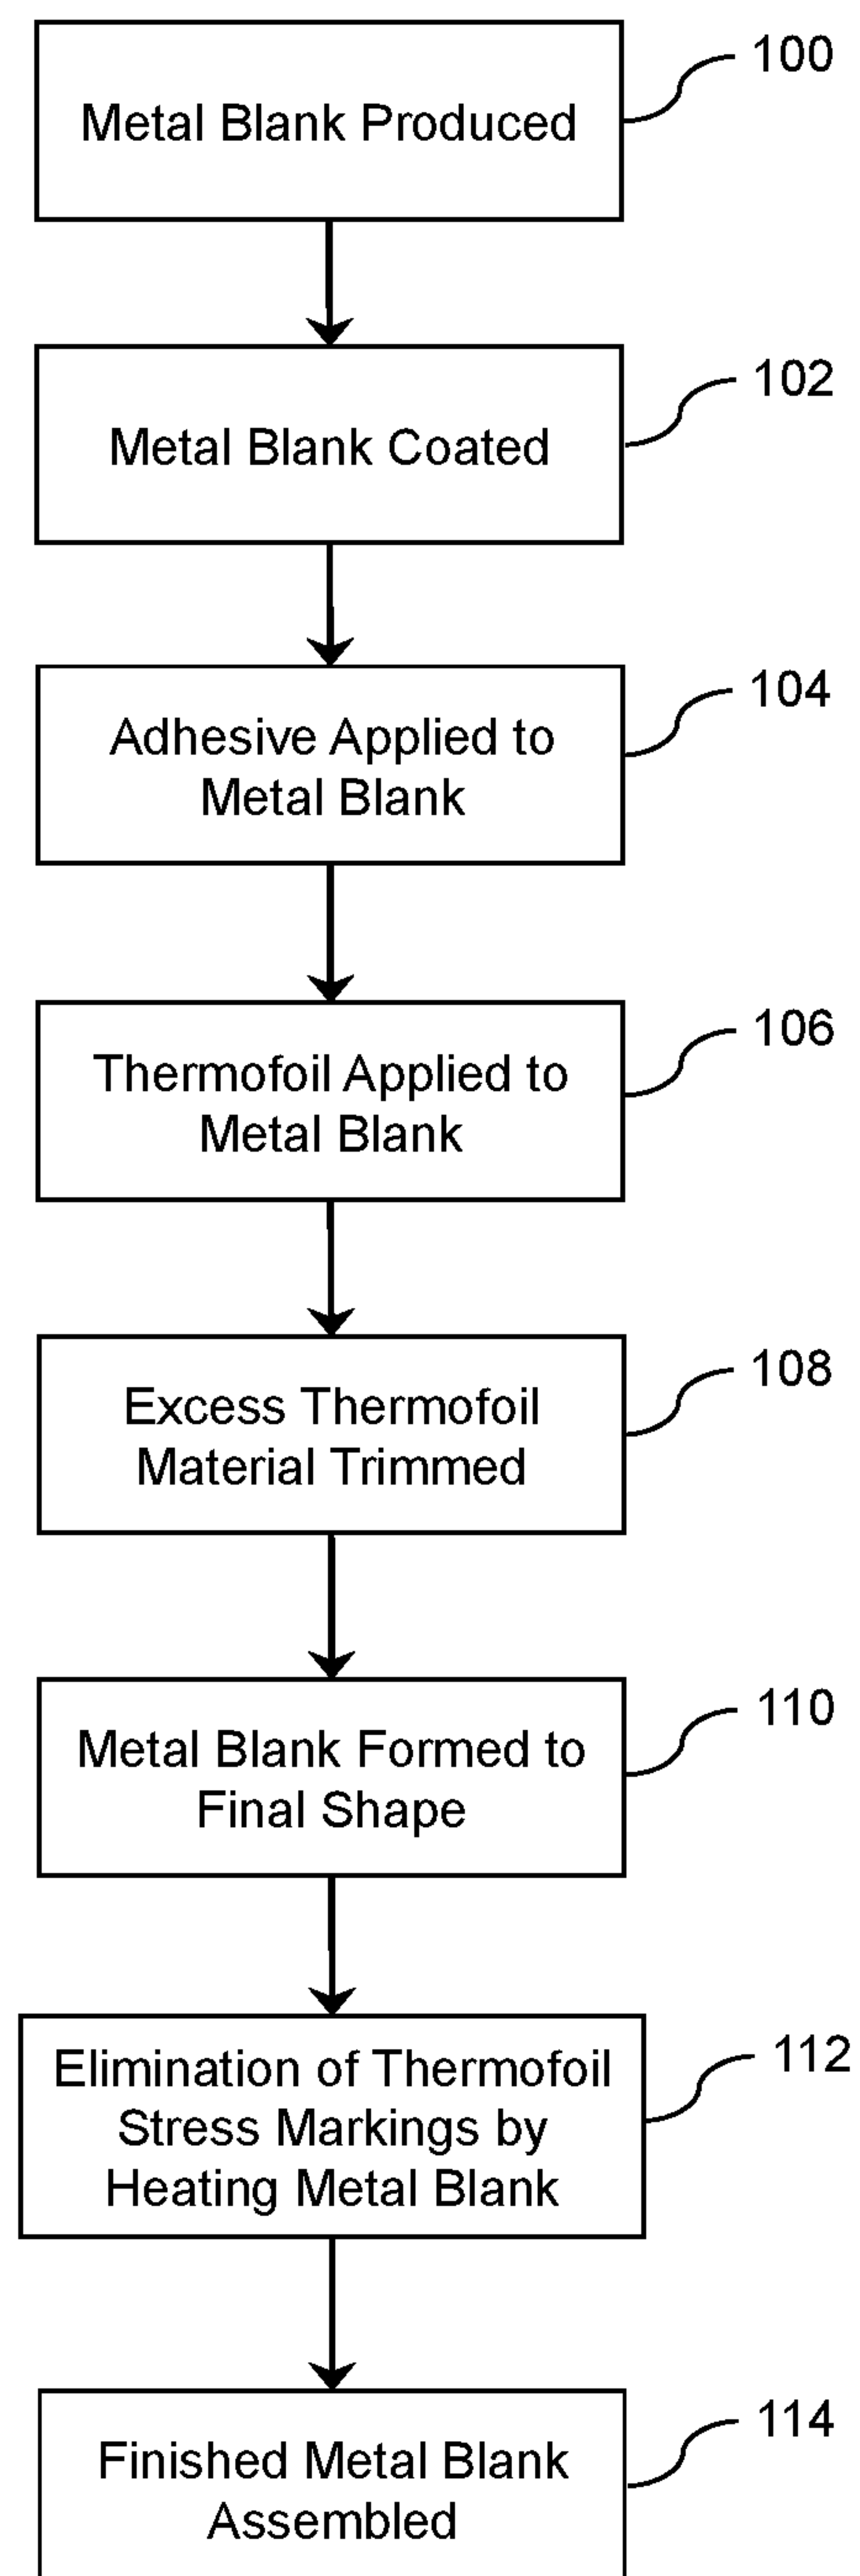 Metal Blank Produced
100
Metal Blank Coated
102
Adhesive Applied to
Metal Blank
104
Thermofoil Applied to
Metal Blank
106
Excess Thermofoil
Material Trimmed
108
Metal Blank Formed to
Final Shape
110
Elimination of Thermofoil
Stress Markings by
Heating Metal Blank
112
Finished Metal Blank
Assembled
114